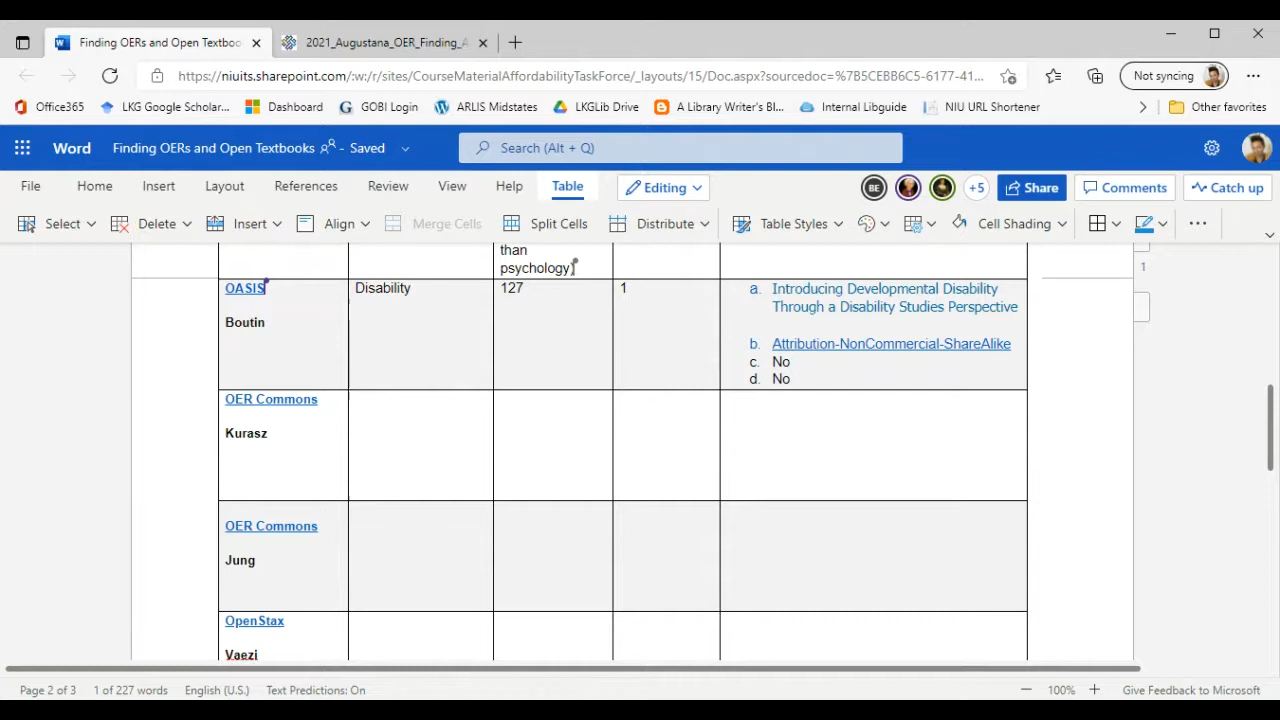 Finding OERs and Open Textboo
2021_Augustana_OER_Finding_A
https://niuits.sharepoint.com/:w:/r/sites/CourseMaterialAffordabilityTaskForce/_layouts/15/Doc.aspx?sourcedoc=%7B5CEBB6C5-6177-41...
Not syncing
Office365
LKG Google Scholar...
Dashboard
GOBI Login
ARLIS Midstates
LKGLib Drive
A Library Writer's Bl...
Internal Libguide
NIU URL Shortener
Other favorites
Word
Finding OERs and Open Textbooks - Saved
Search (Alt + Q)
File
Home
Insert
Layout
References
Review
View
Help
Table
Editing
BE
+5
Share
Comments
Catch up
Select
Delete
Insert
Align
Merge Cells
Split Cells
Distribute
Table Styles
Cell Shading
than
psychology)
1
OASIS
Boutin
Disability
127
1
a. Introducing Developmental Disability
Through a Disability Studies Perspective
b. Attribution-NonCommercial-ShareAlike
c. No
d. No
OER Commons
Kurasz
OER Commons
Jung
OpenStax
Vaezi
Page 2 of 3
1 of 227 words
English (U.S.)
Text Predictions: On
100%
Give Feedback to Microsoft